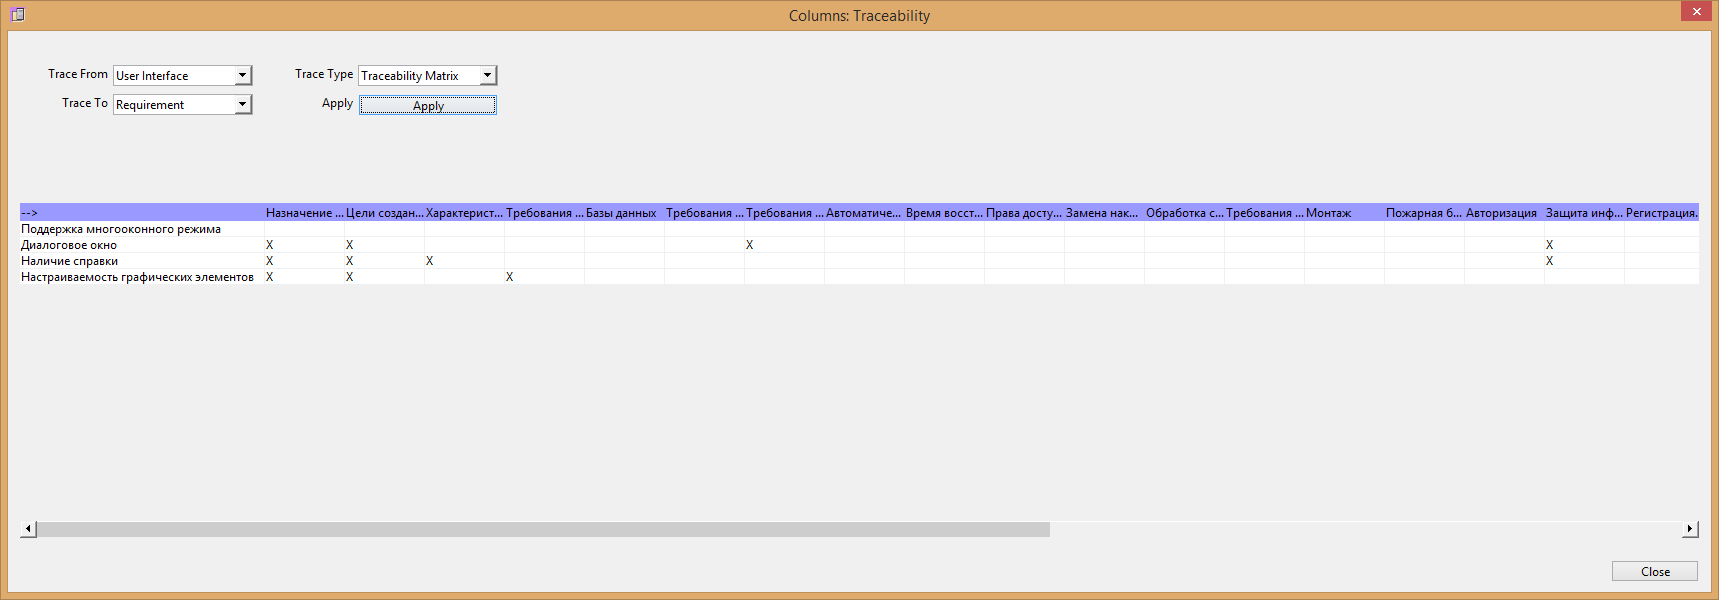 Columns: Traceability
Trace From User Interface Trace Type Traceability Matrix
Trace To Requirement Apply Apply
--> Назначение ... Цели создан... Характерист... Требования ... Базы данных Требования ... Требования ... Автоматиче... Время восст... Права досту... Замена нак... Обработка с... Требования ... Монтаж Пожарная б... Авторизация Защита инф... Регистрация.
Поддержка многооконного режима
Диалоговое окно X X X X
Наличие справки X X X X
Настраиваемость графических элементов X X X
Close